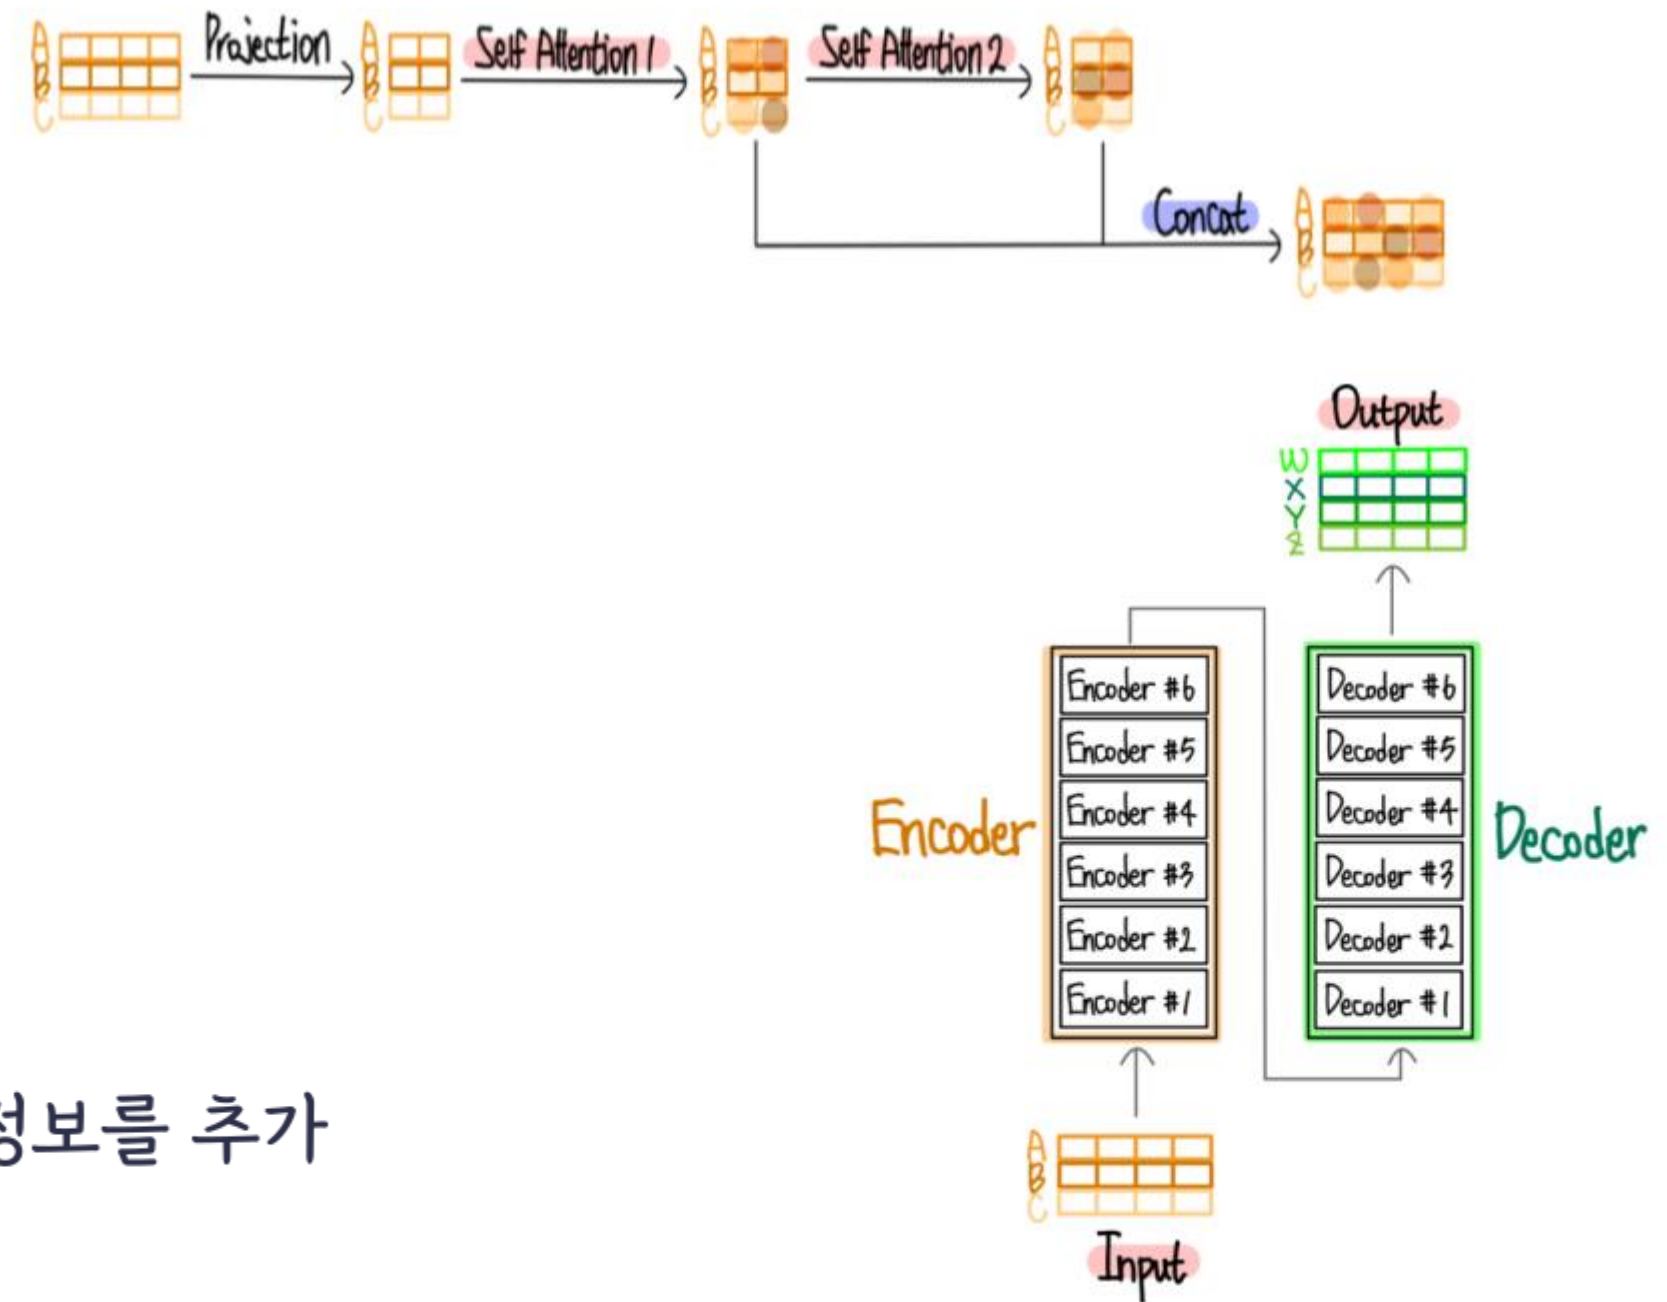 A
B
C
Projection
A
B
C
Self Attention 1
A
B
C
Self Attention 2
A
B
C
Concat
A
B
C
Output
W
X
Y
Z
Encoder
Encoder #6
Encoder #5
Encoder #4
Encoder #3
Encoder #2
Encoder #1
Decoder #6
Decoder #5
Decoder #4
Decoder #3
Decoder #2
Decoder #1
Decoder
정보를 추가
A
B
C
Input